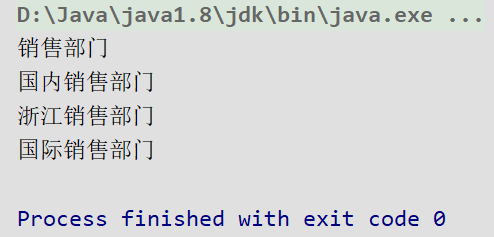 D:\Java\java1.8\jdk\bin\java.exe ...
销售部门
国内销售部门
浙江销售部门
国际销售部门
Process finished with exit code 0